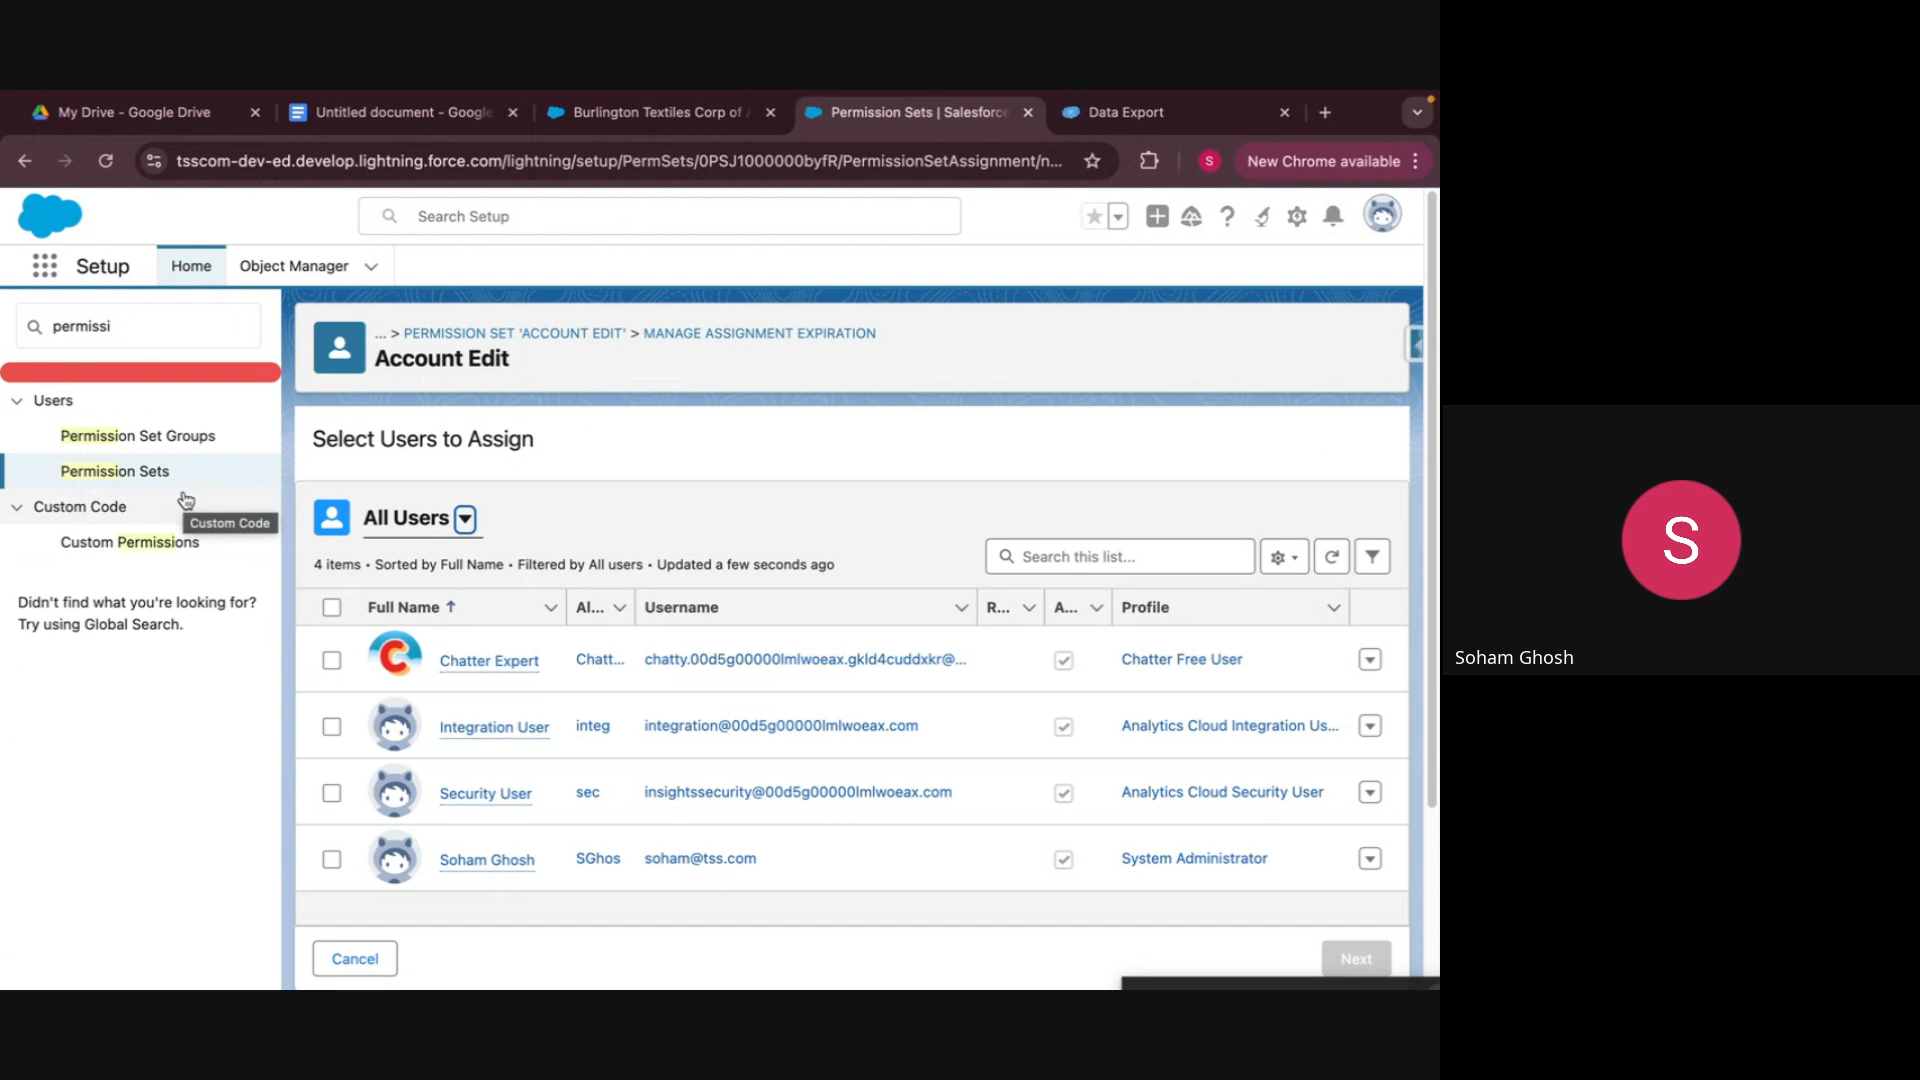 My Drive - Google Drive
Untitled document - Google
Burlington Textiles Corp of A
Permission Sets | Salesforce
Data Export
tsscom-dev-ed.develop.lightning.force.com/lightning/setup/PermSets/0PSJ1000000byfR/PermissionSetAssignment/n...
S
New Chrome available
Search Setup
Setup
Home
Object Manager
permissi
Users
Permission Set Groups
Permission Sets
Custom Code
Custom Code
Custom Permissions
Didn't find what you're looking for?
Try using Global Search.
... > PERMISSION SET 'ACCOUNT EDIT' > MANAGE ASSIGNMENT EXPIRATION
Account Edit
Select Users to Assign
All Users
4 items • Sorted by Full Name • Filtered by All users • Updated a few seconds ago
Search this list...
Full Name ↑ Al... Username R... A... Profile
Chatter Expert Chatt... chatty.00d5g00000lmlwoeax.gkld4cuddxkr@... Chatter Free User
Integration User integ integration@00d5g00000lmlwoeax.com Analytics Cloud Integration Us...
Security User sec insightssecurity@00d5g00000lmlwoeax.com Analytics Cloud Security User
Soham Ghosh SGhos soham@tss.com System Administrator
Cancel
Next
S
Soham Ghosh